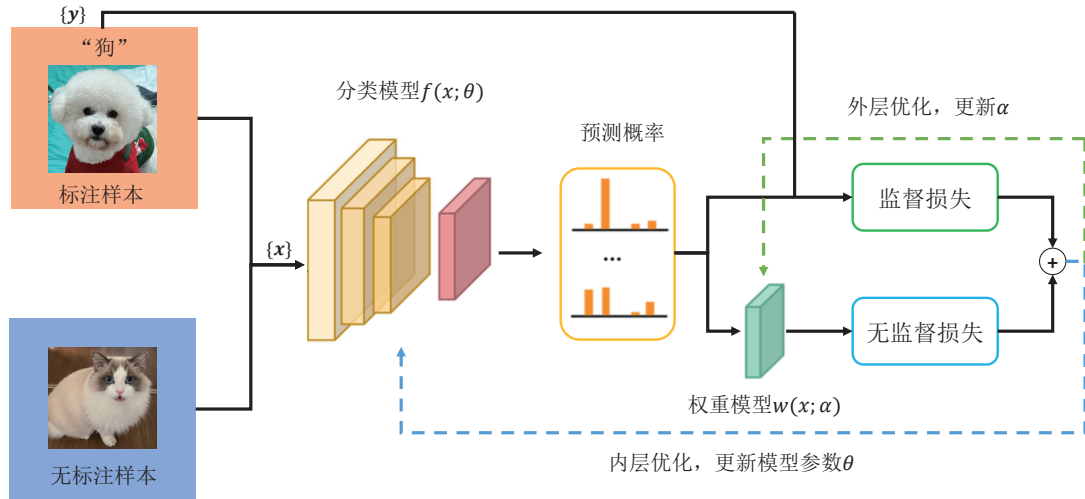 {y}
“狗”
标注样本
分类模型f(x;θ)
预测概率
外层优化，更新α
监督损失
{x}
...
+
无监督损失
权重模型w(x;α)
无标注样本
内层优化，更新模型参数θ